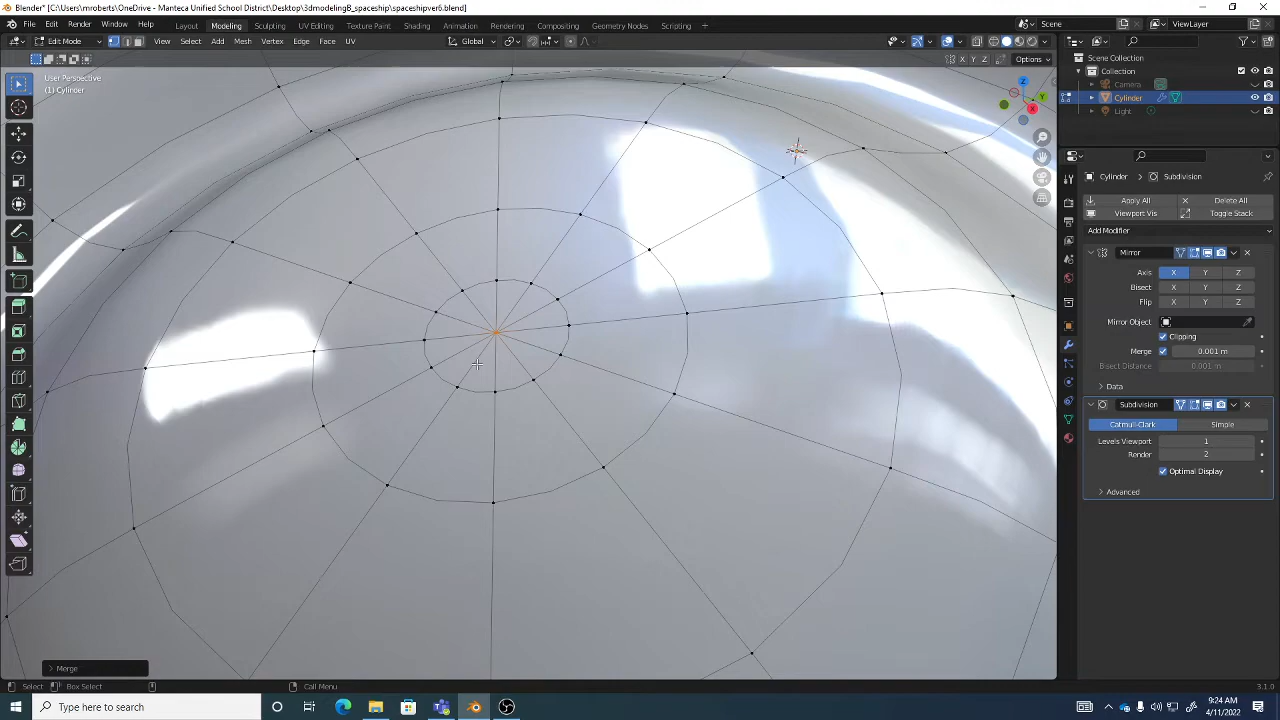 Blender* [C:\Users\mroberts\OneDrive - Manteca Unified School District\Desktop\3dmodelingB_spaceship\spaceshipver6.blend]
File Edit Render Window Help Layout Modeling Sculpting UV Editing Texture Paint Shading Animation Rendering Compositing Geometry Nodes Scripting + Scene ViewLayer
Edit Mode View Select Add Mesh Vertex Edge Face UV Global
X Y Z Options
User Perspective
(1) Cylinder
Z
Y
X
Scene Collection
Collection
Camera
Cylinder
Light
Cylinder Subdivision
Apply All Delete All
Viewport Vis Toggle Stack
Add Modifier
Mirror
Axis X Y Z
Bisect X Y Z
Flip X Y Z
Mirror Object
Clipping
Merge 0.001 m
Bisect Distance 0.001 m
Data
Subdivision
Catmull-Clark Simple
Levels Viewport 1
Render 2
Optimal Display
Advanced
Merge
Select Box Select Call Menu 3.1.0
Type here to search
9:24 AM
4/11/2022